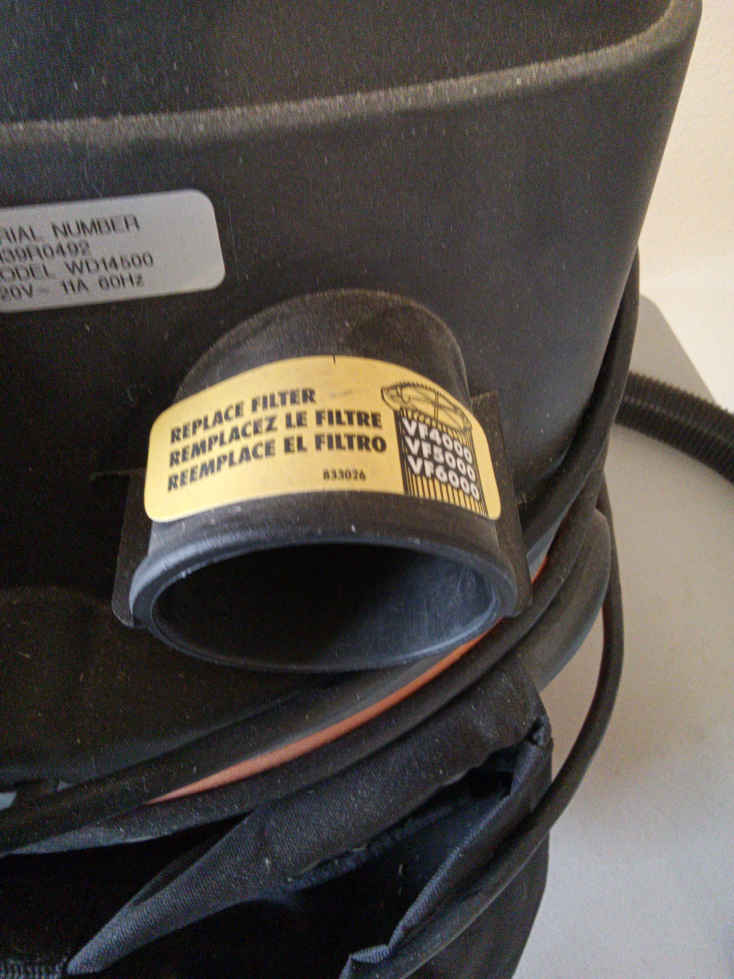 RIAL NUMBER
39R0492
ODEL WD14500
20V~ 11A 60Hz
REPLACE FILTER
REMPLACEZ LE FILTRE
REEMPLACE EL FILTRO
833026
VF4000
VF5000
VF6000